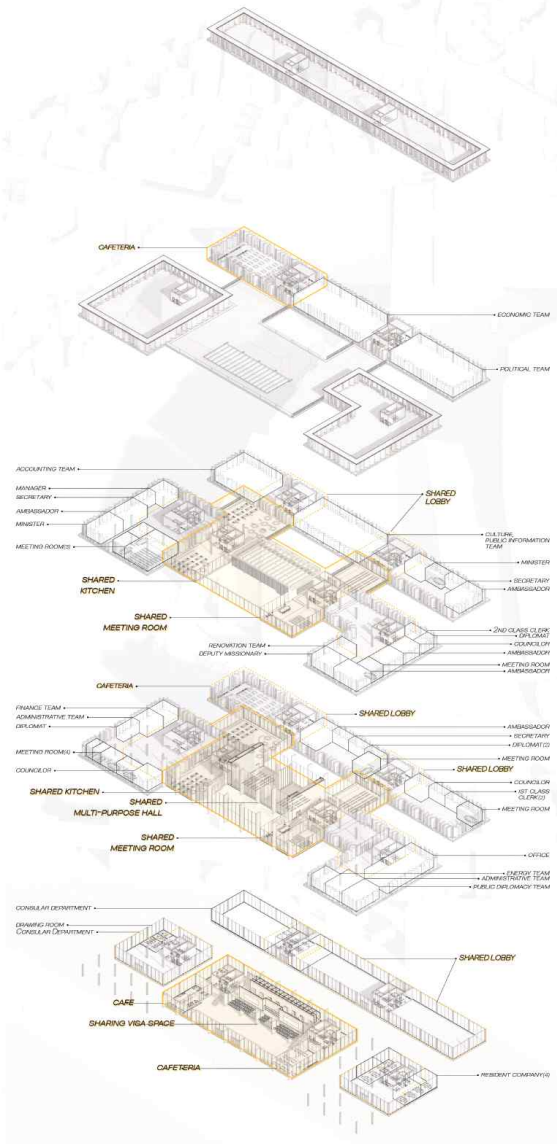 CAFETERIA
ECONOMIC TEAM
POLITICAL TEAM
ACCOUNTING TEAM
MANAGER
SECRETARY
AMBASSADOR
MINISTER
MEETING ROOM(5)
SHARED
KITCHEN
SHARED
MEETING ROOM
SHARED
LOBBY
CULTURE,
PUBLIC INFORMATION
TEAM
MINISTER
SECRETARY
AMBASSADOR
2ND CLASS CLERK
DIPLOMAT
COUNCILOR
AMBASSADOR
MEETING ROOM
AMBASSADOR
RENOVATION TEAM
DEPUTY MISSIONARY
CAFETERIA
FINANCE TEAM
ADMINISTRATIVE TEAM
DIPLOMAT
MEETING ROOM(4)
COUNCILOR
SHARED KITCHEN
SHARED
MULTI-PURPOSE HALL
SHARED
MEETING ROOM
SHARED LOBBY
AMBASSADOR
SECRETARY
DIPLOMAT(2)
MEETING ROOM
SHARED LOBBY
COUNCILOR
1ST CLASS
CLERK(2)
MEETING ROOM
OFFICE
ENERGY TEAM
ADMINISTRATIVE TEAM
PUBLIC DIPLOMACY TEAM
CONSULAR DEPARTMENT
DRAWING ROOM
CONSULAR DEPARTMENT
SHARED LOBBY
CAFE
SHARING VISA SPACE
CAFETERIA
RESIDENT COMPANY(4)